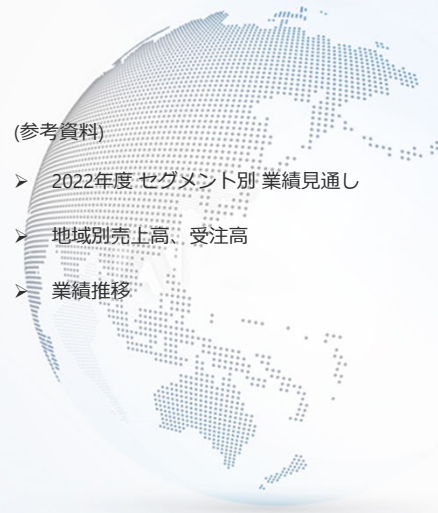 (参考資料)
➢ 2022年度 セグメント別 業績見通し
➢ 地域別売上高、受注高
➢ 業績推移